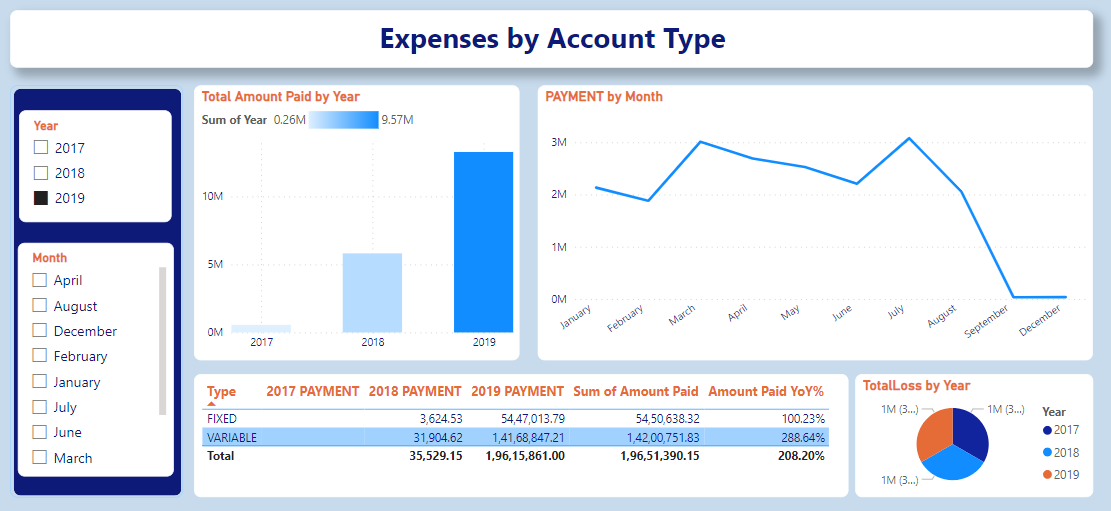 Expenses by Account Type
Year
2017
2018
2019
Month
April
August
December
February
January
July
June
March
Total Amount Paid by Year
Sum of Year 0.26M 9.57M
10M
5M
0M
2017 2018 2019
PAYMENT by Month
3M
2M
1M
0M
January February March April May June July August September December
Type 2017 PAYMENT 2018 PAYMENT 2019 PAYMENT Sum of Amount Paid Amount Paid YoY%
FIXED 3,624.53 54,47,013.79 54,50,638.32 100.23%
VARIABLE 31,904.62 1,41,68,847.21 1,42,00,751.83 288.64%
Total 35,529.15 1,96,15,861.00 1,96,51,390.15 208.20%
TotalLoss by Year
1M (3...) 1M (3...)
1M (3...)
Year
2017
2018
2019